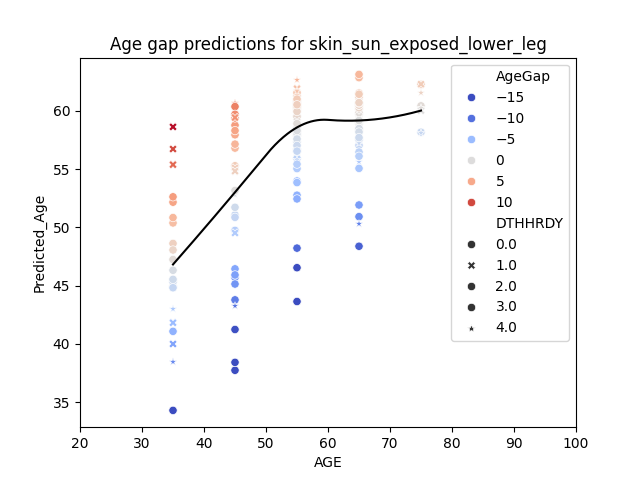 Age gap predictions for skin_sun_exposed_lower_leg
Predicted_Age
60
55
50
45
40
35
20 30 40 50 60 70 80 90 100
AGE
AgeGap
−15
−10
−5
0
5
10
DTHHRDY
0.0
1.0
2.0
3.0
4.0